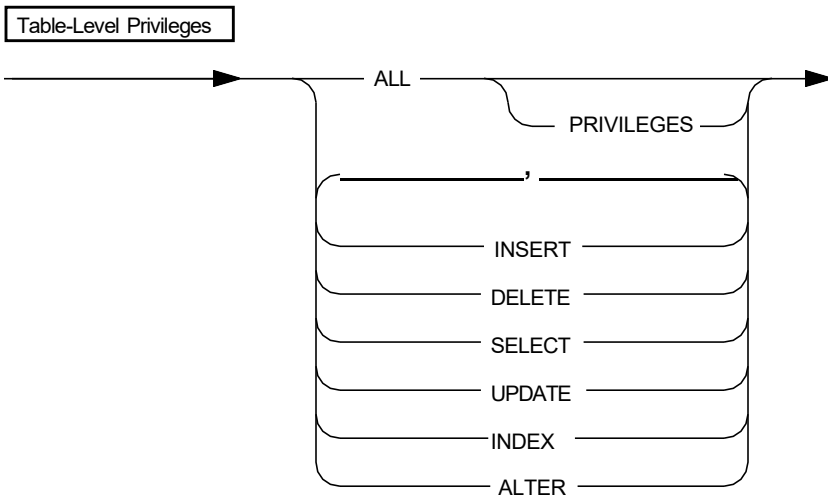 Table-Level Privileges
ALL
PRIVILEGES
,
INSERT
DELETE
SELECT
UPDATE
INDEX
ALTER